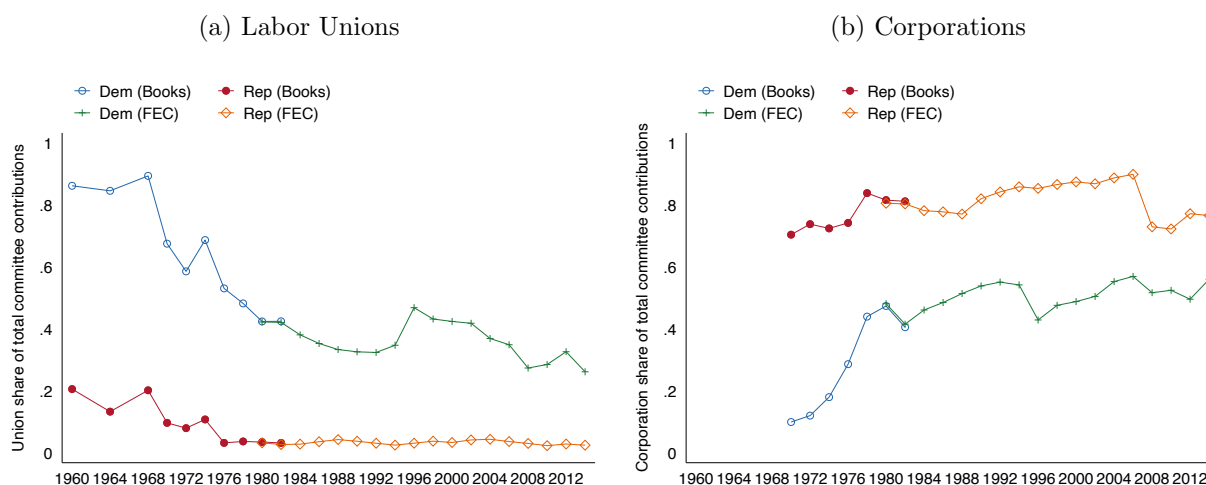 (a) Labor Unions
Dem (Books) Rep (Books)
Dem (FEC) Rep (FEC)
Union share of total committee contributions
1
.8
.6
.4
.2
0
1960 1964 1968 1972 1976 1980 1984 1988 1992 1996 2000 2004 2008 2012
(b) Corporations
Dem (Books) Rep (Books)
Dem (FEC) Rep (FEC)
Corporation share of total committee contributions
1
.8
.6
.4
.2
0
1960 1964 1968 1972 1976 1980 1984 1988 1992 1996 2000 2004 2008 2012